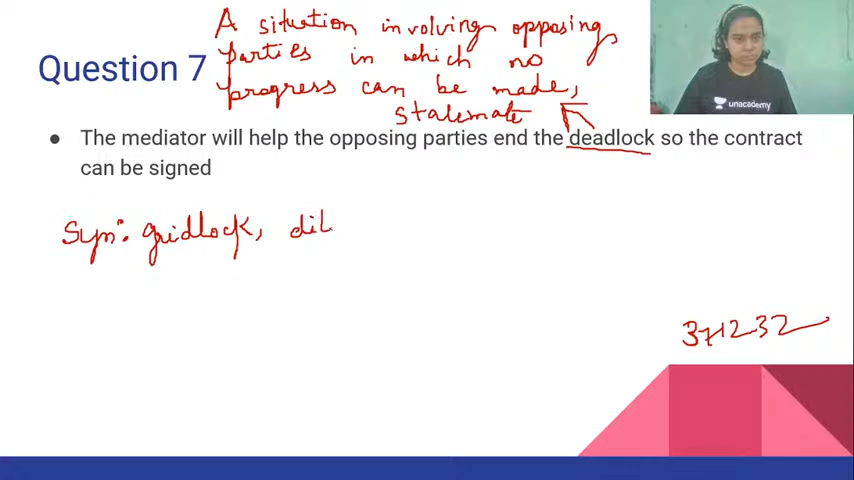 A situation involving opposing
parties in which no
progress can be made,
stalemate
Question 7
unacademy
The mediator will help the opposing parties end the deadlock so the contract
can be signed
Syn: gridlock, dil
371232